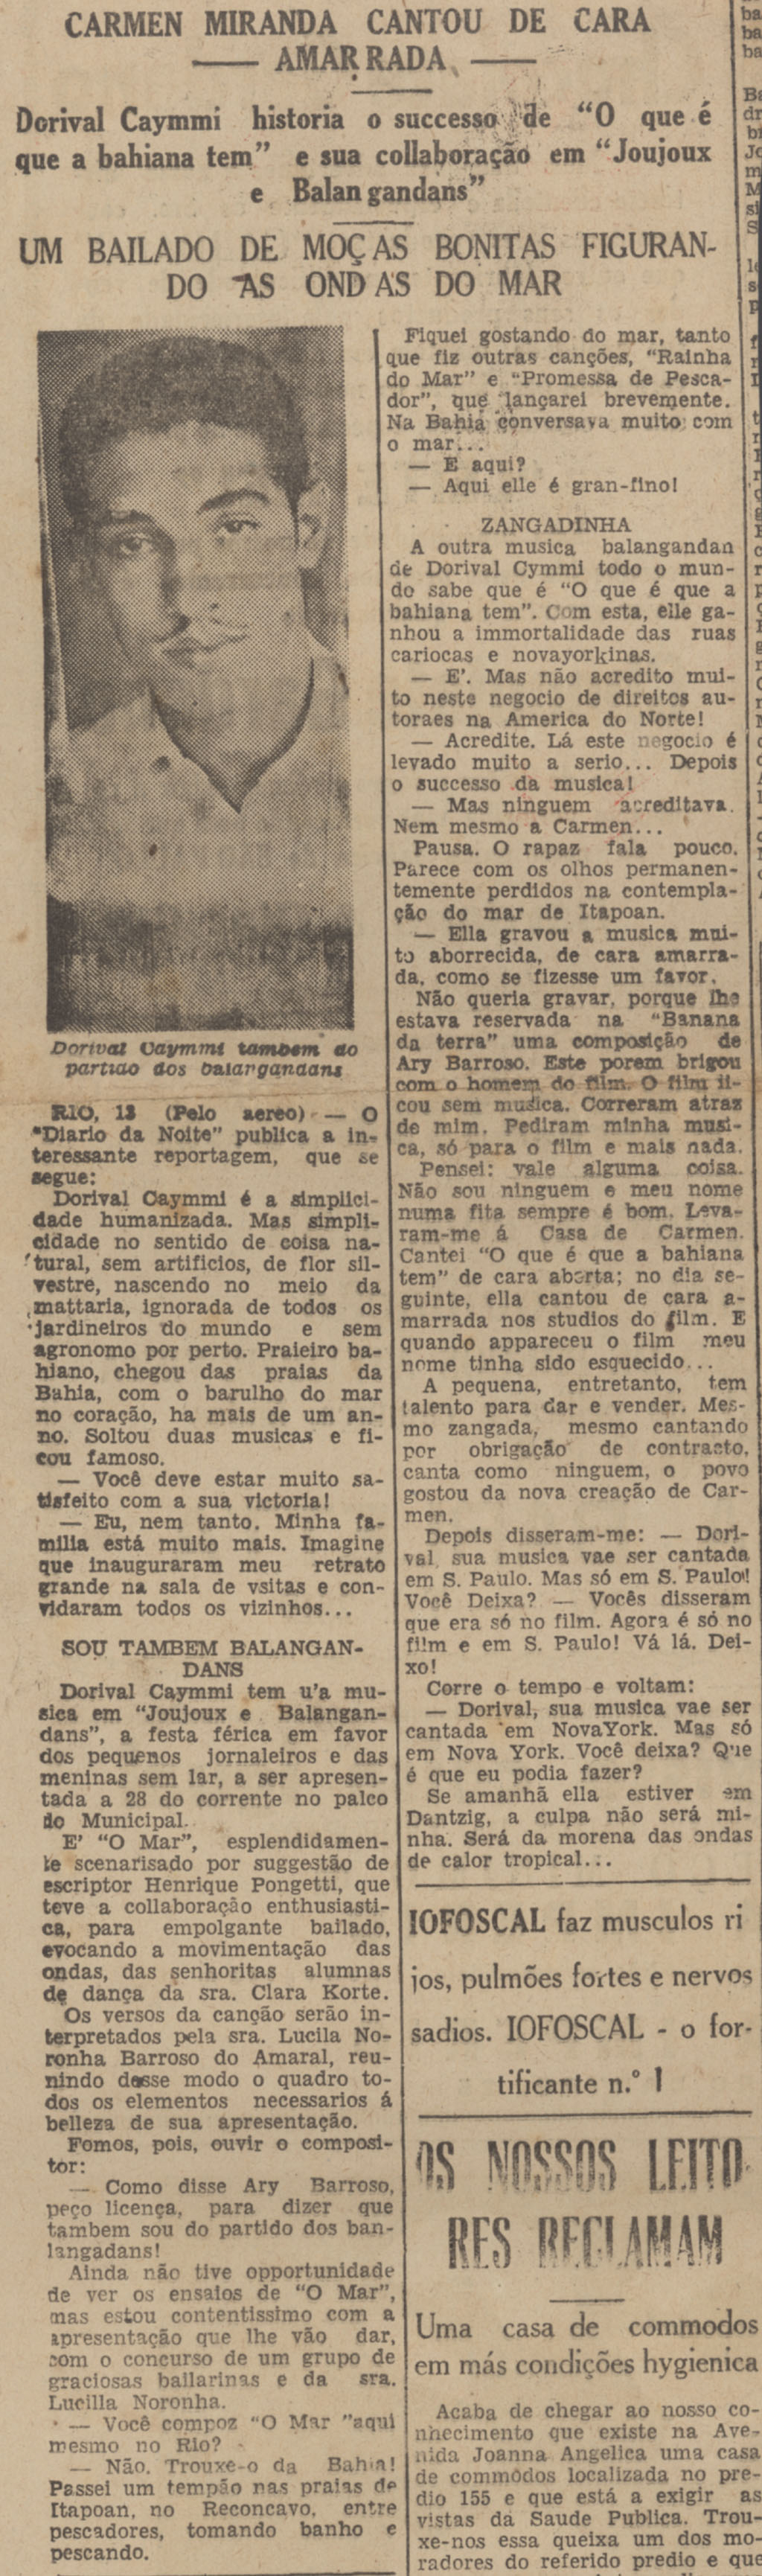 CARMEN MIRANDA CANTOU DE CARA
— AMARRADA —
Dorival Caymmi historia o successo de "O que é
que a bahiana tem" e sua collaboração em "Joujoux
e Balangandans"
UM BAILADO DE MOÇAS BONITAS FIGURAN-
DO AS ONDAS DO MAR
Dorival Caymmi tambem do
partido dos balangandans
RIO, 13 (Pelo aereo) — O
"Diario da Noite" publica a in-
teressante reportagem, que se
segue:
Dorival Caymmi é a simplici-
dade humanizada. Mas simpli-
cidade no sentido de coisa na-
tural, sem artificios, de flor sil-
vestre, nascendo no meio da
mattaria, ignorada de todos os
jardineiros do mundo e sem
agronomo por perto. Praieiro ba-
hiano, chegou das praias da
Bahia, com o barulho do mar
no coração, ha mais de um an-
no. Soltou duas musicas e fi-
cou famoso.
— Você deve estar muito sa-
tisfeito com a sua victoria!
— Eu, nem tanto. Minha fa-
milia está muito mais. Imagine
que inauguraram meu retrato
grande na sala de vsitas e con-
vidaram todos os vizinhos...
SOU TAMBEM BALANGAN-
DANS
Dorival Caymmi tem u'a mu-
sica em "Joujoux e Balangan-
dans", a festa férica em favor
dos pequenos jornaleiros e das
meninas sem lar, a ser apresen-
tada a 28 do corrente no palco
do Municipal.
E' "O Mar", esplendidamen-
te scenarisado por suggestão de
escriptor Henrique Pongetti, que
teve a collaboração enthusiasti-
ca, para empolgante bailado,
evocando a movimentação das
ondas, das senhoritas alumnas
de dança da sra. Clara Korte.
Os versos da canção serão in-
terpretados pela sra. Lucila No-
ronha Barroso do Amaral, reu-
nindo desse modo o quadro to-
dos os elementos necessarios á
belleza de sua apresentação.
Fomos, pois, ouvir o composi-
tor:
— Como disse Ary Barroso,
peço licença, para dizer que
tambem sou do partido dos ban-
langadans!
Ainda não tive opportunidade
de ver os ensaios de "O Mar",
mas estou contentissimo com a
apresentação que lhe vão dar,
com o concurso de um grupo de
graciosas bailarinas e da sra.
Lucilla Noronha.
— Você compoz "O Mar "aqui
mesmo no Rio?
— Não. Trouxe-o da Bahia!
Passei um tempão nas praias de
Itapoan, no Reconcavo, entre
pescadores, tomando banho e
pescando.
Fiquei gostando do mar, tanto
que fiz outras canções, "Rainha
do Mar" e "Promessa de Pesca-
dor", que lançarei brevemente.
Na Bahia conversava muito com
o mar...
— E aqui?
— Aqui elle é gran-fino!
ZANGADINHA
A outra musica balangandan
de Dorival Cymmi todo o mun-
do sabe que é "O que é que a
bahiana tem". Com esta, elle ga-
nhou a immortalidade das ruas
cariocas e novayorkinas.
— E'. Mas não acredito mui-
to neste negocio de direitos au-
toraes na America do Norte!
— Acredite. Lá este negocio é
levado muito a serio... Depois
o successo da musica!
— Mas ninguem acreditava.
Nem mesmo a Carmen...
Pausa. O rapaz fala pouco.
Parece com os olhos permanen-
temente perdidos na contempla-
ção do mar de Itapoan.
— Ella gravou a musica mui-
to aborrecida, de cara amarra-
da, como se fizesse um favor.
Não queria gravar, porque lhe
estava reservada na "Banana
da terra" uma composição de
Ary Barroso. Este porem brigou
com o homem do film. O film fi-
cou sem musica. Correram atraz
de mim. Pediram minha musi-
ca, só para o film e mais nada.
Pensei: vale alguma coisa.
Não sou ninguem e meu nome
numa fita sempre é bom. Leva-
ram-me á Casa de Carmen.
Cantei "O que é que a bahiana
tem" de cara aberta; no dia se-
guinte, ella cantou de cara a-
marrada nos studios do film. E
quando appareceu o film meu
nome tinha sido esquecido...
A pequena, entretanto, tem
talento para dar e vender. Mes-
mo zangada, mesmo cantando
por obrigação de contracto,
canta como ninguem, o povo
gostou da nova creação de Car-
men.
Depois disseram-me: — Dori-
val, sua musica vae ser cantada
em S. Paulo. Mas só em S. Paulo!
Você Deixa? — Vocês disseram
que era só no film. Agora é só no
film e em S. Paulo! Vá lá. Dei-
xo!
Corre o tempo e voltam:
— Dorival, sua musica vae ser
cantada em NovaYork. Mas só
em Nova York. Você deixa? Que
é que eu podia fazer?
Se amanhã ella estiver em
Dantzig, a culpa não será mi-
nha. Será da morena das ondas
de calor tropical...
IOFOSCAL faz musculos ri
jos, pulmões fortes e nervos
sadios. IOFOSCAL - o for-
tificante n.º 1
OS NOSSOS LEITO-
RES RECLAMAM
Uma casa de commodos
em más condições hygienica
Acaba de chegar ao nosso co-
nhecimento que existe na Ave-
nida Joanna Angelica uma casa
de commodos localizada no pre-
dio 155 e que está a exigir as
vistas da Saude Publica. Trou-
xe-nos essa queixa um dos mo-
radores do referido predio e que